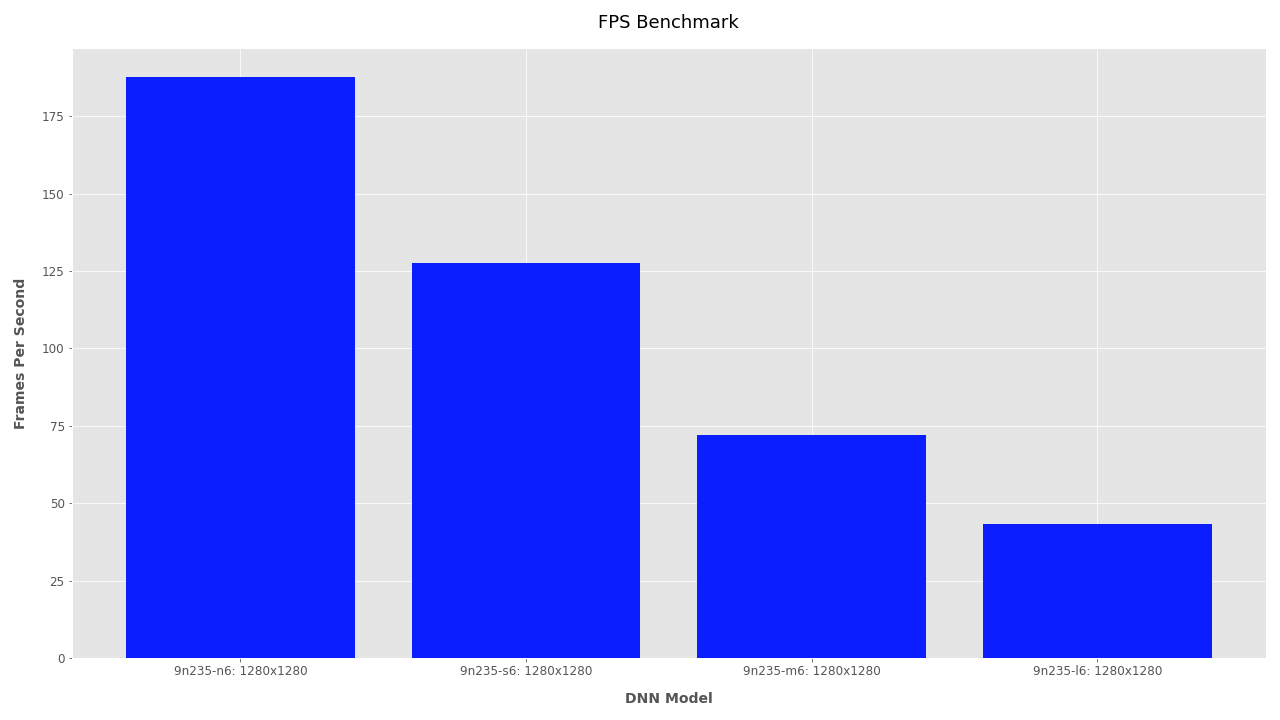 FPS Benchmark
175
150
125
100
75
50
25
0
Frames Per Second
9n235-n6: 1280x1280
9n235-s6: 1280x1280
9n235-m6: 1280x1280
9n235-l6: 1280x1280
DNN Model